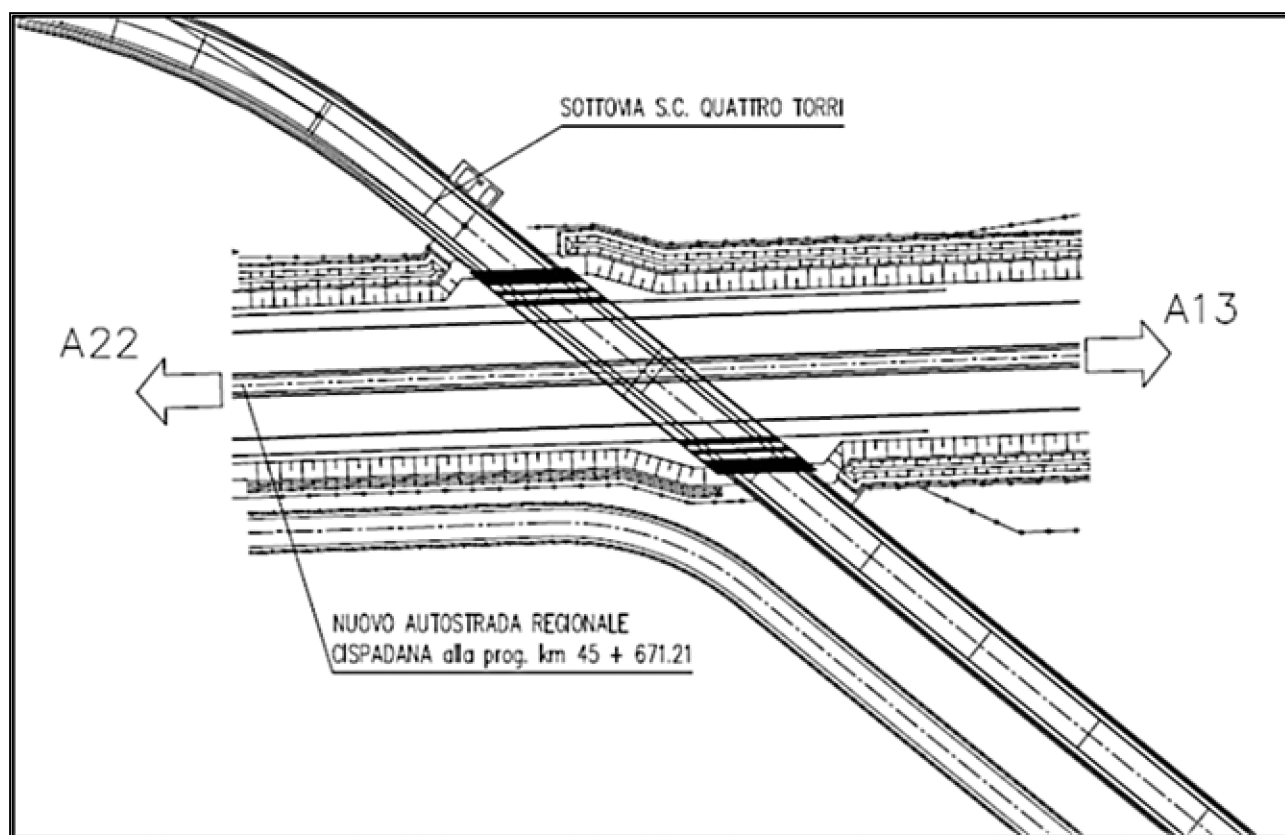 SOTTOVIA S.C. QUATTRO TORRI
A13
A22
NUOVO AUTOSTRADA REGIONALE
CISPADANA alla prog. km 45 + 671.21